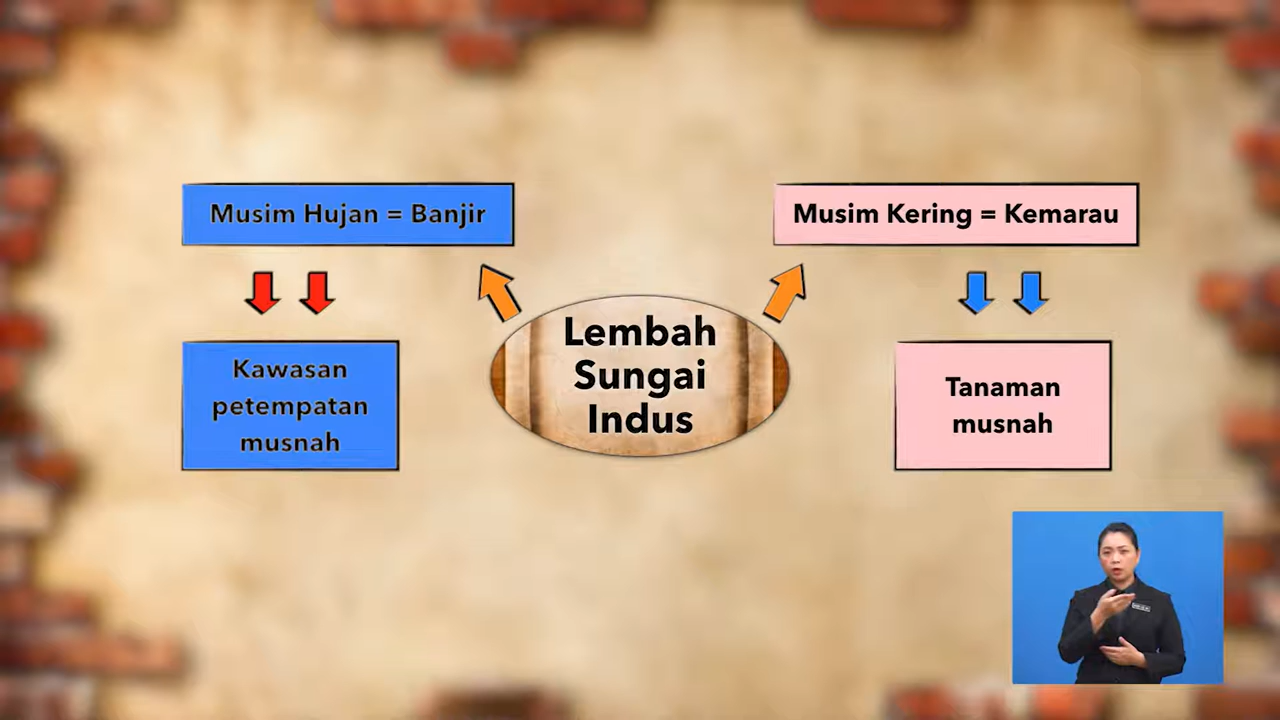 Musim Hujan = Banjir
Musim Kering = Kemarau
Lembah
Sungai
Indus
Kawasan
petempatan
musnah
Tanaman
musnah